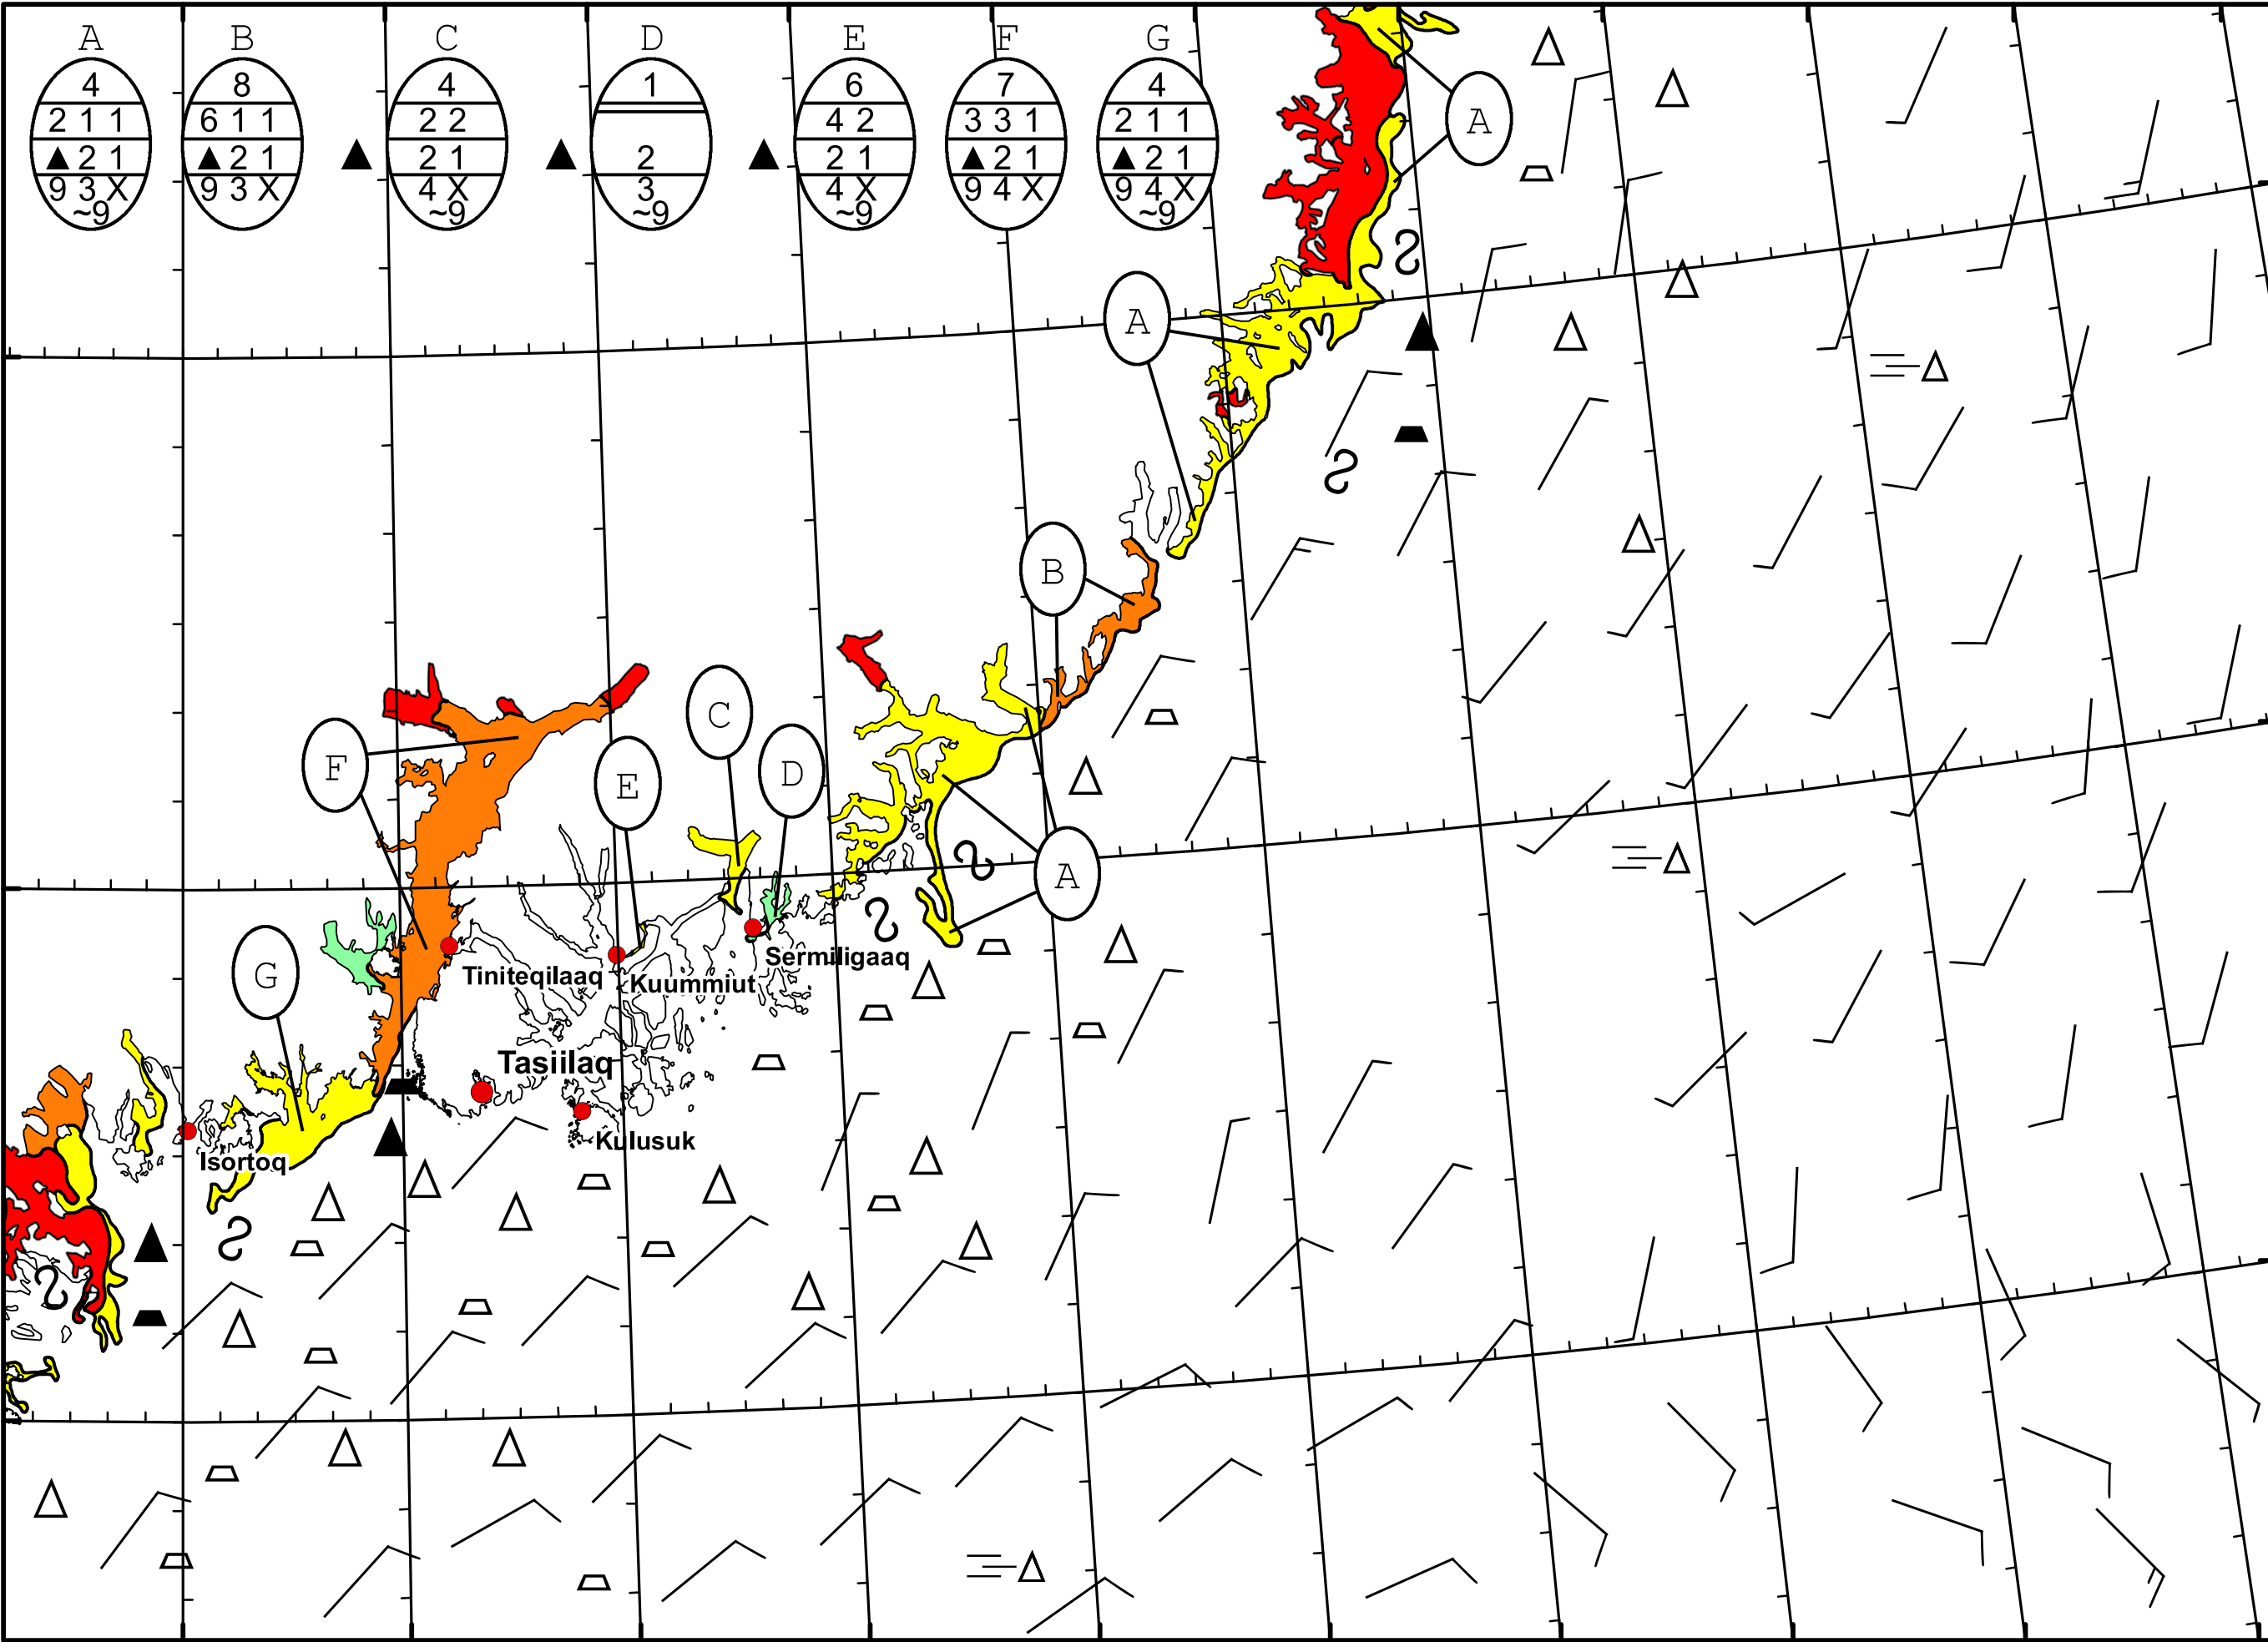 A B C D E F G
4 8 4 1 6 7 4
2 1 1 6 1 1 2 2 4 2 3 3 1 2 1 1
▲ 2 1 ▲ 2 1 ▲ 2 1 ▲ 2 ▲ 2 1 ▲ 2 1 ▲ 2 1
9 3 X 9 3 X 4 X 3 4 X 9 4 X 9 4 X
~9 ~9 ~9 ~9 ~9
A
A
B
C
F
D
E
A
Sermiligaaq
G
Tiniteqilaaq
Kuummiut
Tasiilaq
Kulusuk
Isortoq